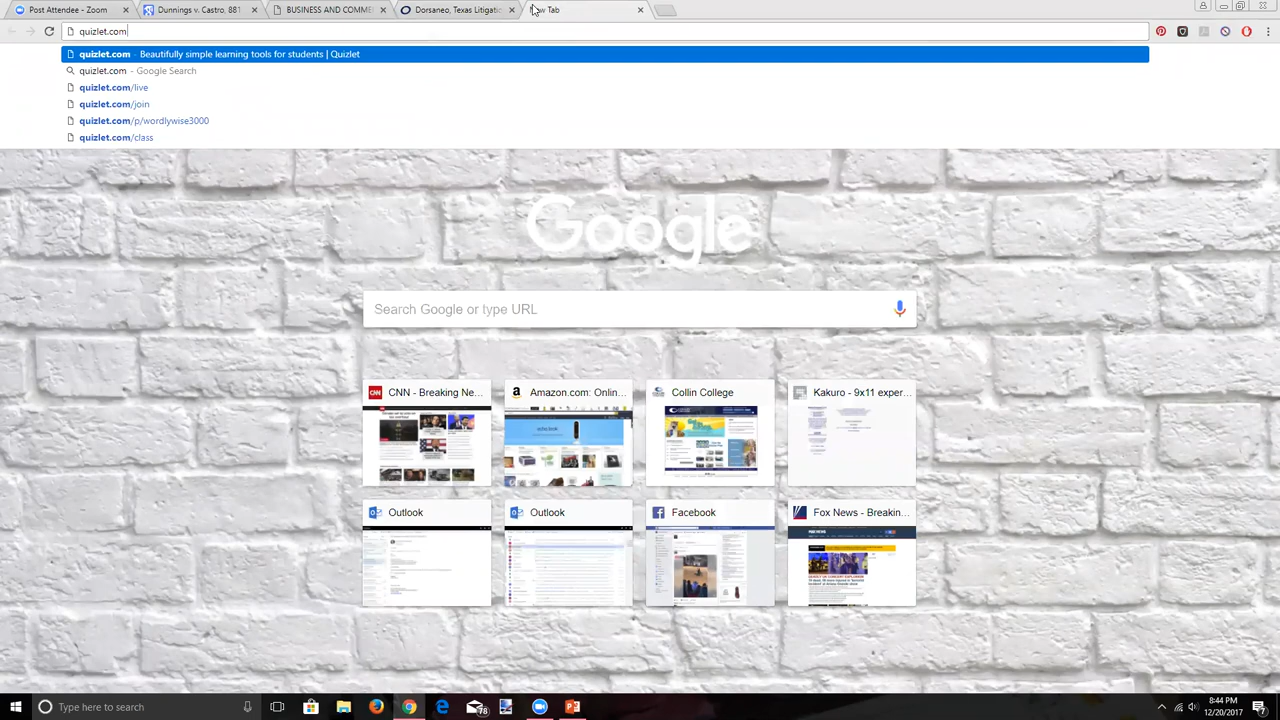 Post Attendee - Zoom
Dunnings v. Castro, 881
BUSINESS AND COMME
Dorsaneo, Texas Litigatio
New Tab
quizlet.com
quizlet.com - Beautifully simple learning tools for students | Quizlet
quizlet.com - Google Search
quizlet.com/live
quizlet.com/join
quizlet.com/p/wordlywise3000
quizlet.com/class
Google
Search Google or type URL
CNN - Breaking Ne...
Amazon.com: Onlin...
Collin College
Kakuro - 9x11 exper...
Outlook
Outlook
Facebook
Fox News - Breakin...
Type here to search
78
8:44 PM
12/20/2017